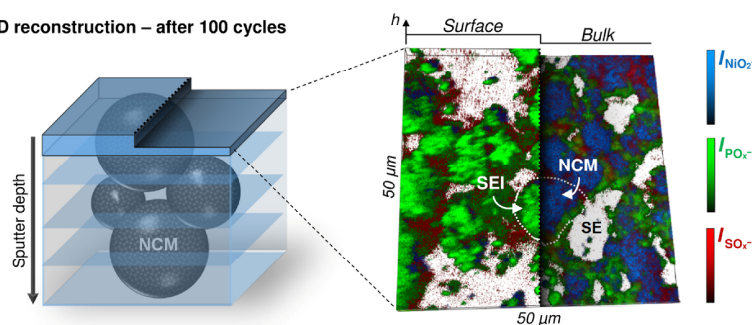 D reconstruction – after 100 cycles
Sputter depth
NCM
h
Surface
Bulk
50 µm
SEI
NCM
SE
50 µm
I NiO₂⁻
I POₓ⁻
I SOₓ⁻